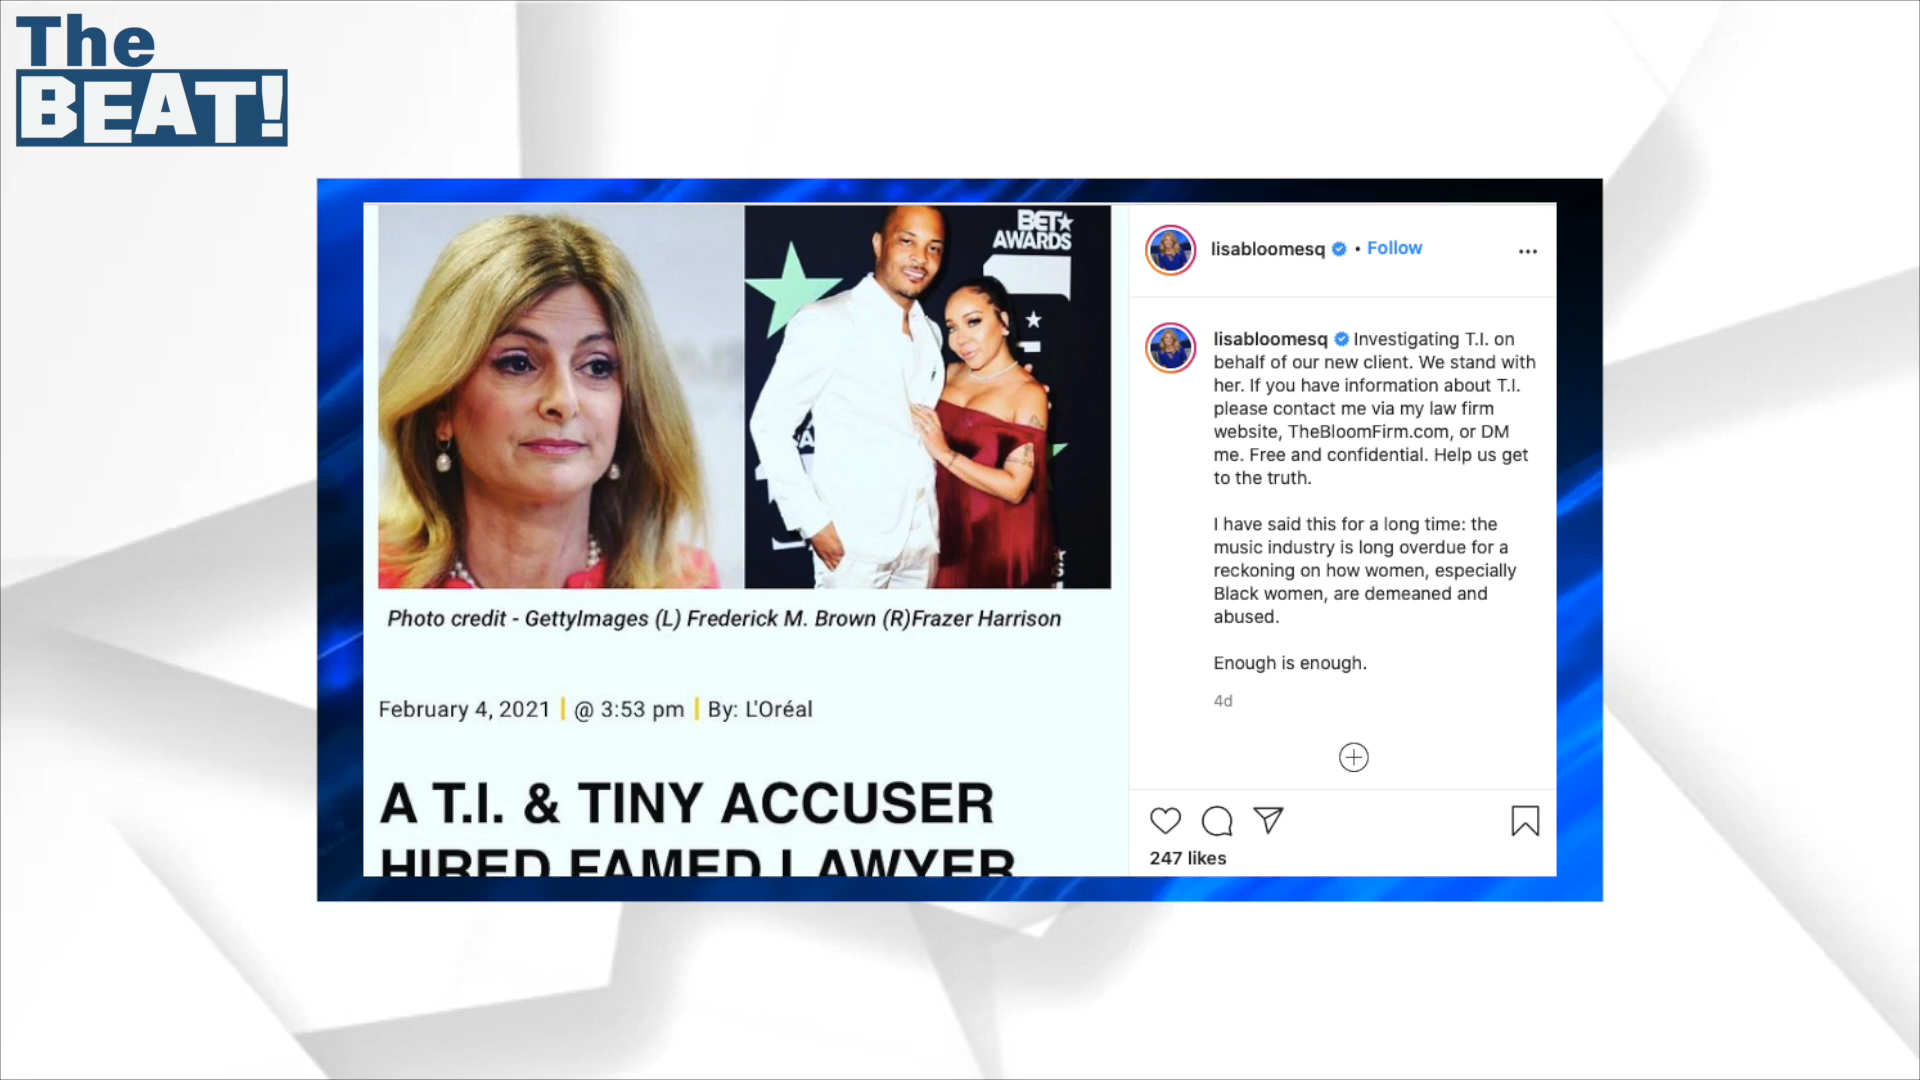 The
BEAT!
BET★
AWARDS
Photo credit - GettyImages (L) Frederick M. Brown (R)Frazer Harrison
February 4, 2021 | @ 3:53 pm | By: L'Oréal
A T.I. & TINY ACCUSER
HIRED FAMED LAWYER
lisabloomesq • Follow
lisabloomesq Investigating T.I. on
behalf of our new client. We stand with
her. If you have information about T.I.
please contact me via my law firm
website, TheBloomFirm.com, or DM
me. Free and confidential. Help us get
to the truth.
I have said this for a long time: the
music industry is long overdue for a
reckoning on how women, especially
Black women, are demeaned and
abused.
Enough is enough.
4d
247 likes